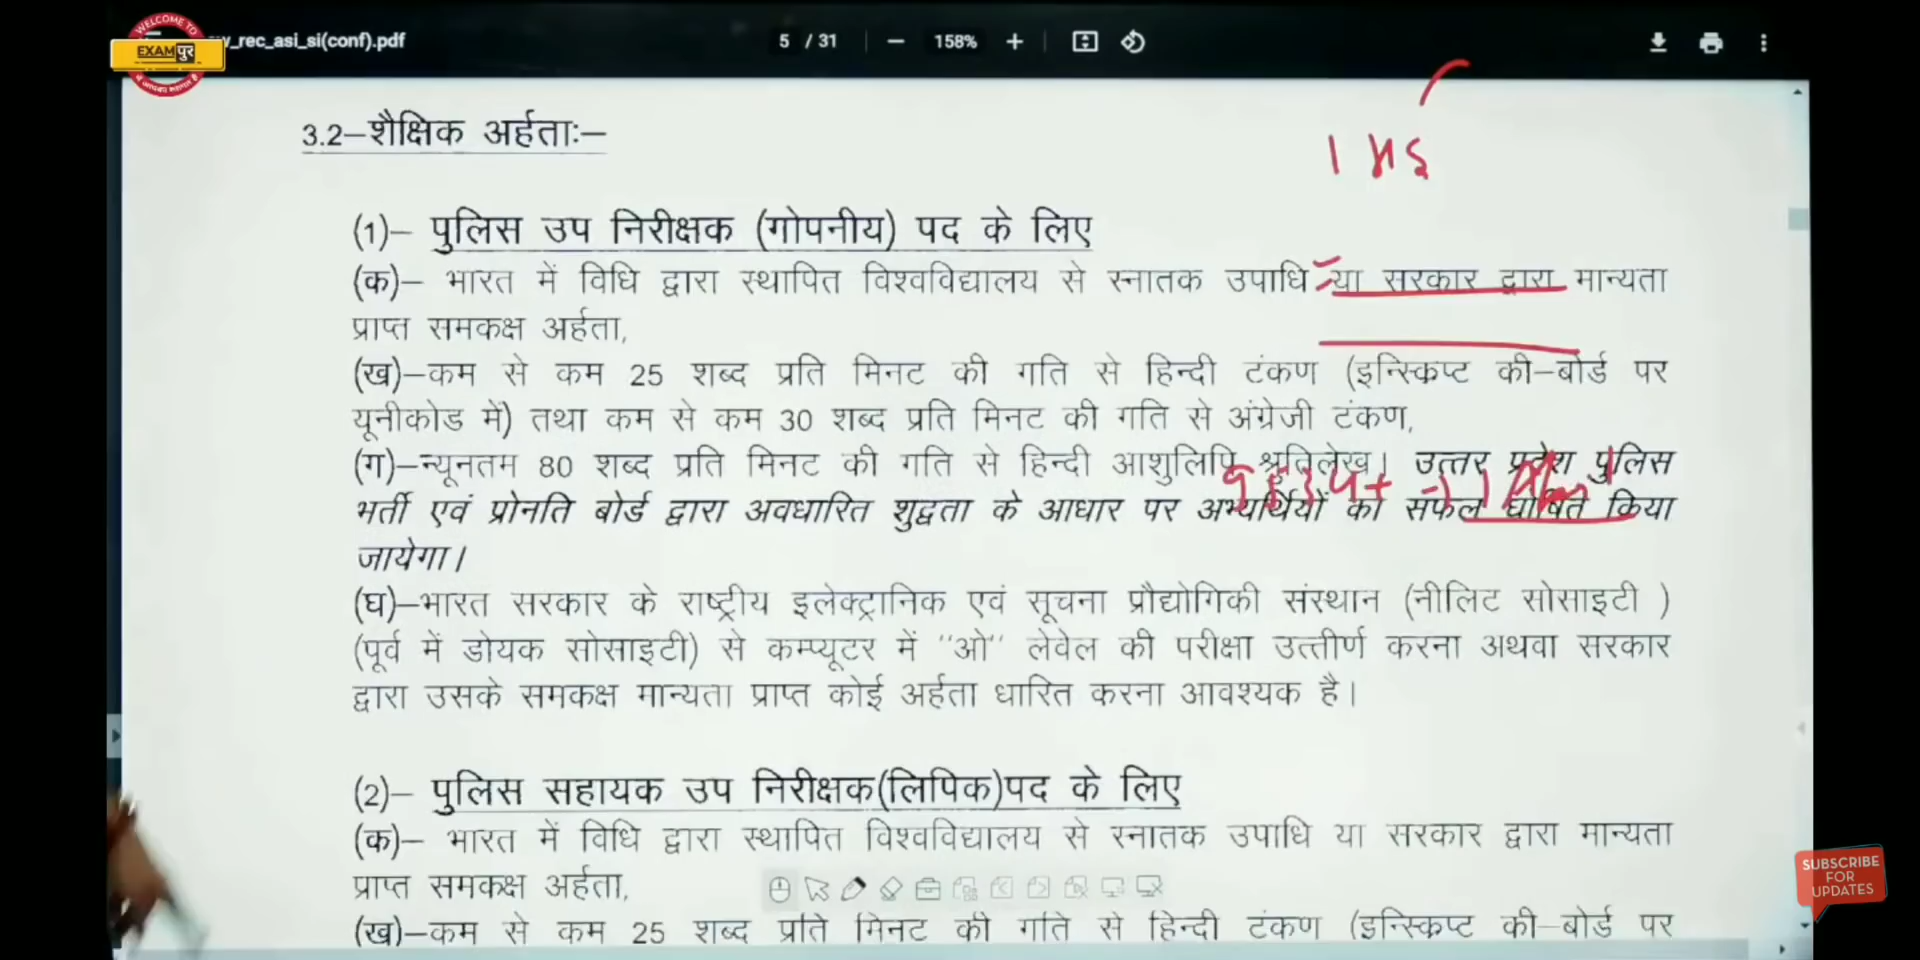 WELCOME TO
EXAMपुर
w_rec_asi_si(conf).pdf
5 / 31
158%
1 मई
3.2–शैक्षिक अर्हताः–
(1)– पुलिस उप निरीक्षक (गोपनीय) पद के लिए
(क)– भारत में विधि द्वारा स्थापित विश्वविद्यालय से स्नातक उपाधि या सरकार द्वारा मान्यता
प्राप्त समकक्ष अर्हता,
(ख)–कम से कम 25 शब्द प्रति मिनट की गति से हिन्दी टंकण (इन्स्क्रिप्ट की–बोर्ड पर
यूनीकोड में) तथा कम से कम 30 शब्द प्रति मिनट की गति से अंग्रेजी टंकण,
(ग)–न्यूनतम 80 शब्द प्रति मिनट की गति से हिन्दी आशुलिपि श्रुतिलेख। उत्तर प्रदेश पुलिस
भर्ती एवं प्रोनति बोर्ड द्वारा अवधारित शुद्वता के आधार पर अभ्यर्थियों को सफल घोषित किया
जायेगा।
(घ)–भारत सरकार के राष्ट्रीय इलेक्ट्रानिक एवं सूचना प्रौद्योगिकी संस्थान (नीलिट सोसाइटी )
(पूर्व में डोयक सोसाइटी) से कम्प्यूटर में ''ओ'' लेवेल की परीक्षा उत्तीर्ण करना अथवा सरकार
द्वारा उसके समकक्ष मान्यता प्राप्त कोई अर्हता धारित करना आवश्यक है।
(2)– पुलिस सहायक उप निरीक्षक(लिपिक)पद के लिए
(क)– भारत में विधि द्वारा स्थापित विश्वविद्यालय से स्नातक उपाधि या सरकार द्वारा मान्यता
प्राप्त समकक्ष अर्हता,
(ख)–कम से कम 25 शब्द प्रति मिनट की गति से हिन्दी टंकण (इन्स्क्रिप्ट की–बोर्ड पर
SUBSCRIBE
FOR
UPDATES